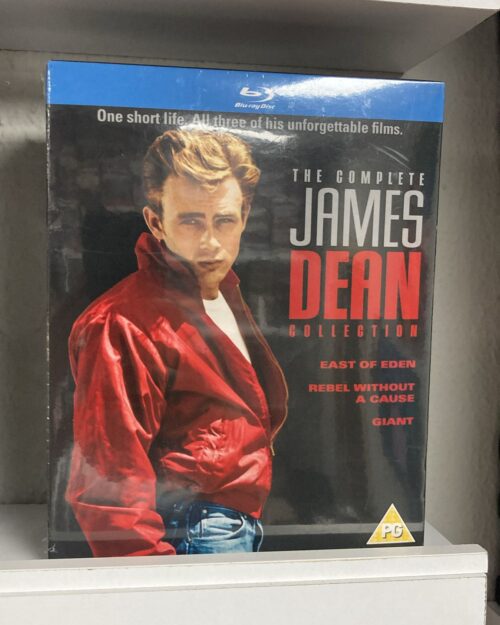 Blu-ray Disc
One short life. All three of his unforgettable films.
THE COMPLETE
JAMES
DEAN
COLLECTION
EAST OF EDEN
REBEL WITHOUT
A CAUSE
GIANT
PG